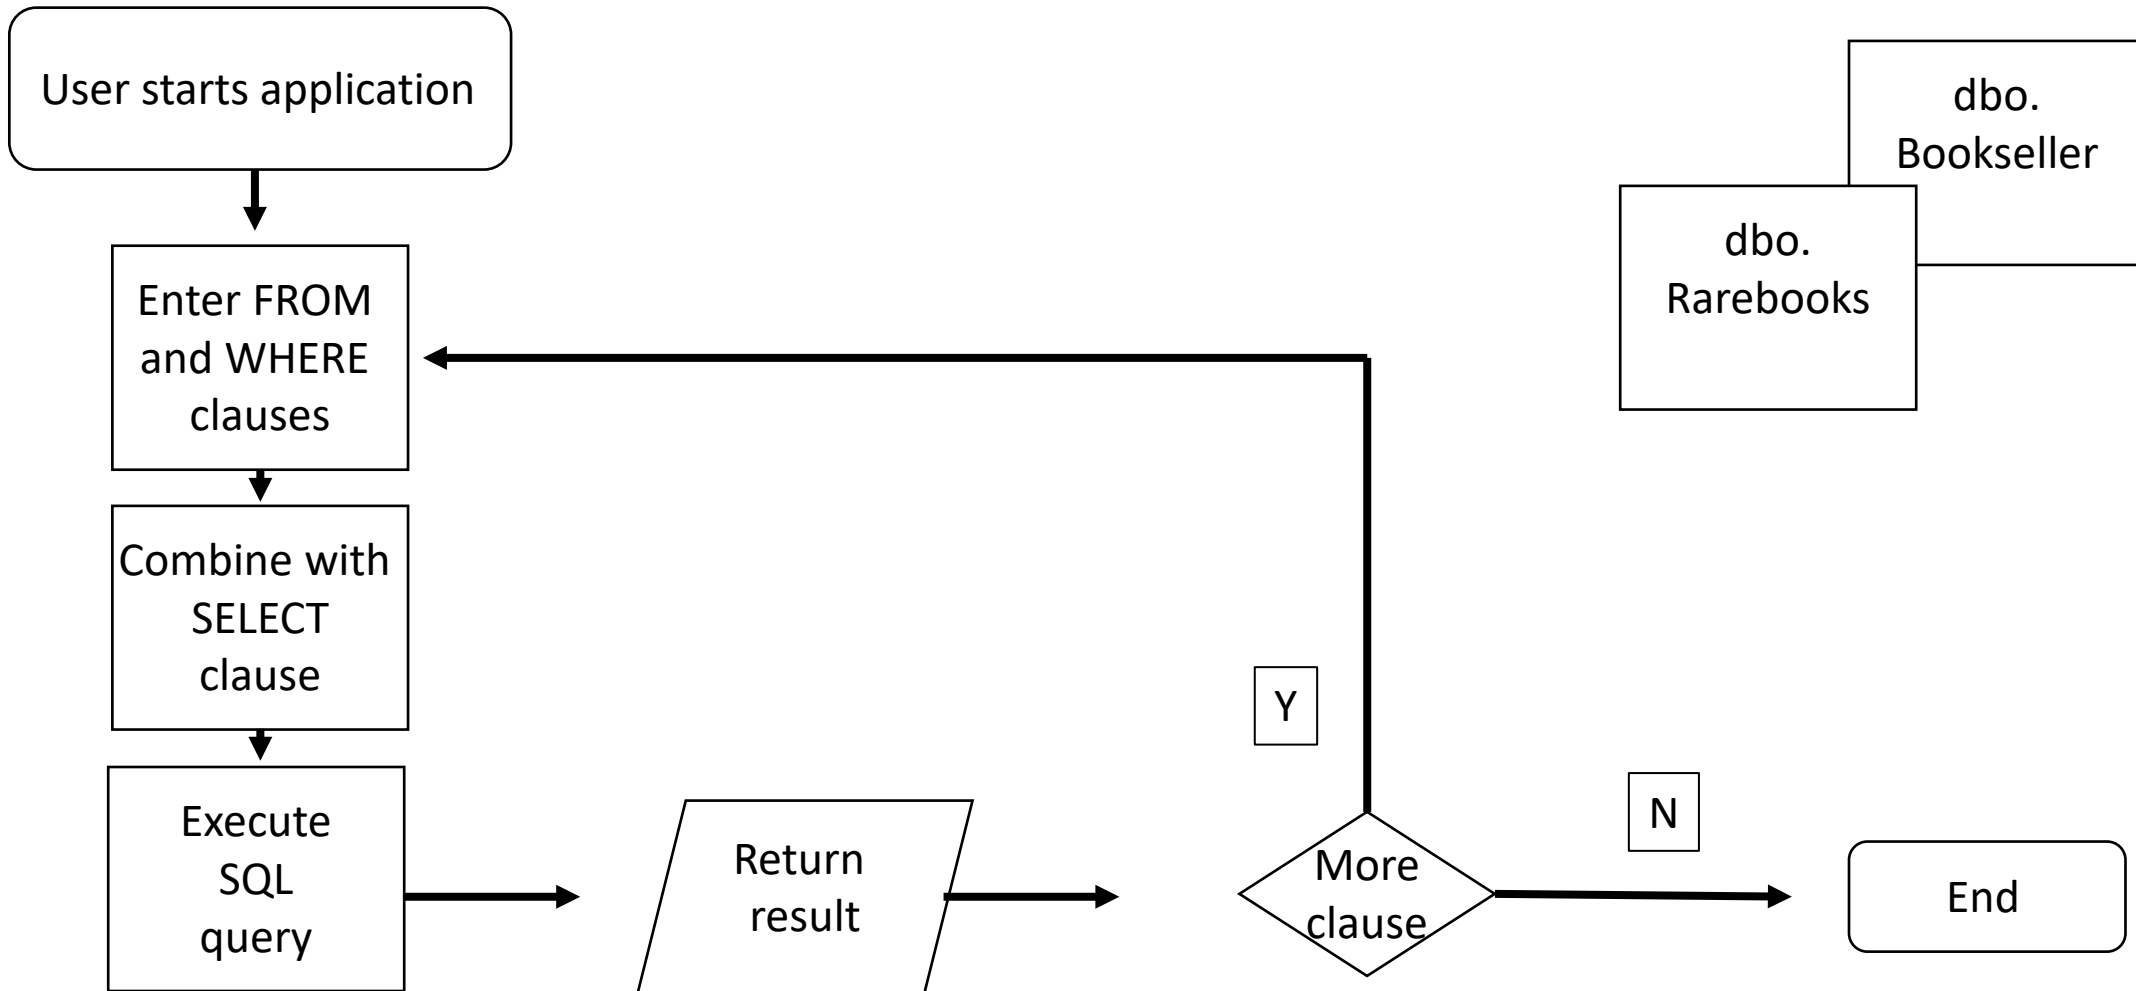 User starts application
dbo.
Bookseller
dbo.
Rarebooks
Enter FROM
and WHERE
clauses
Combine with
SELECT
clause
Y
N
Execute
SQL
query
Return
result
More
clause
End